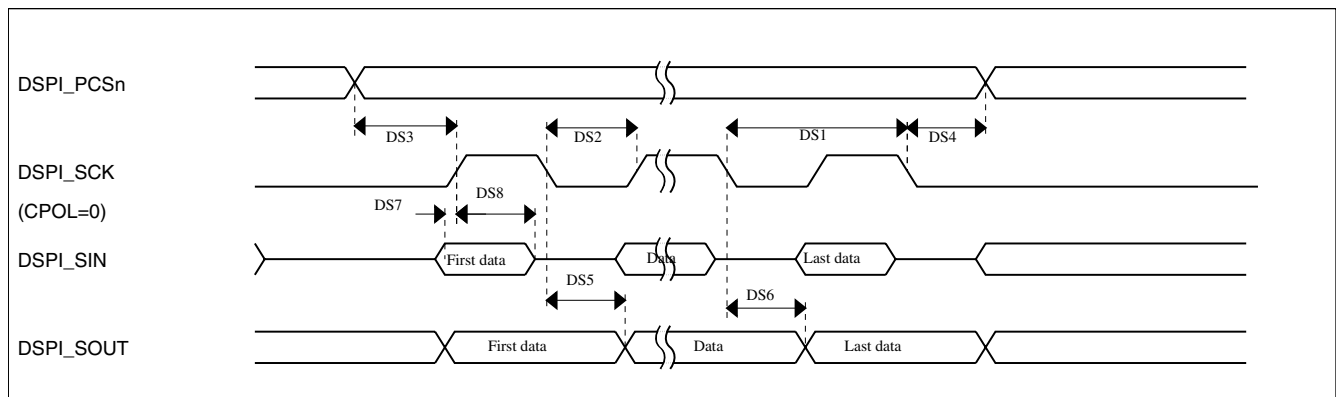 DSPI_PCSn
DS3
DS2
DS1
DS4
DSPI_SCK
(CPOL=0)
DS7
DS8
DSPI_SIN
First data
Data
Last data
DS5
DS6
DSPI_SOUT
First data
Data
Last data